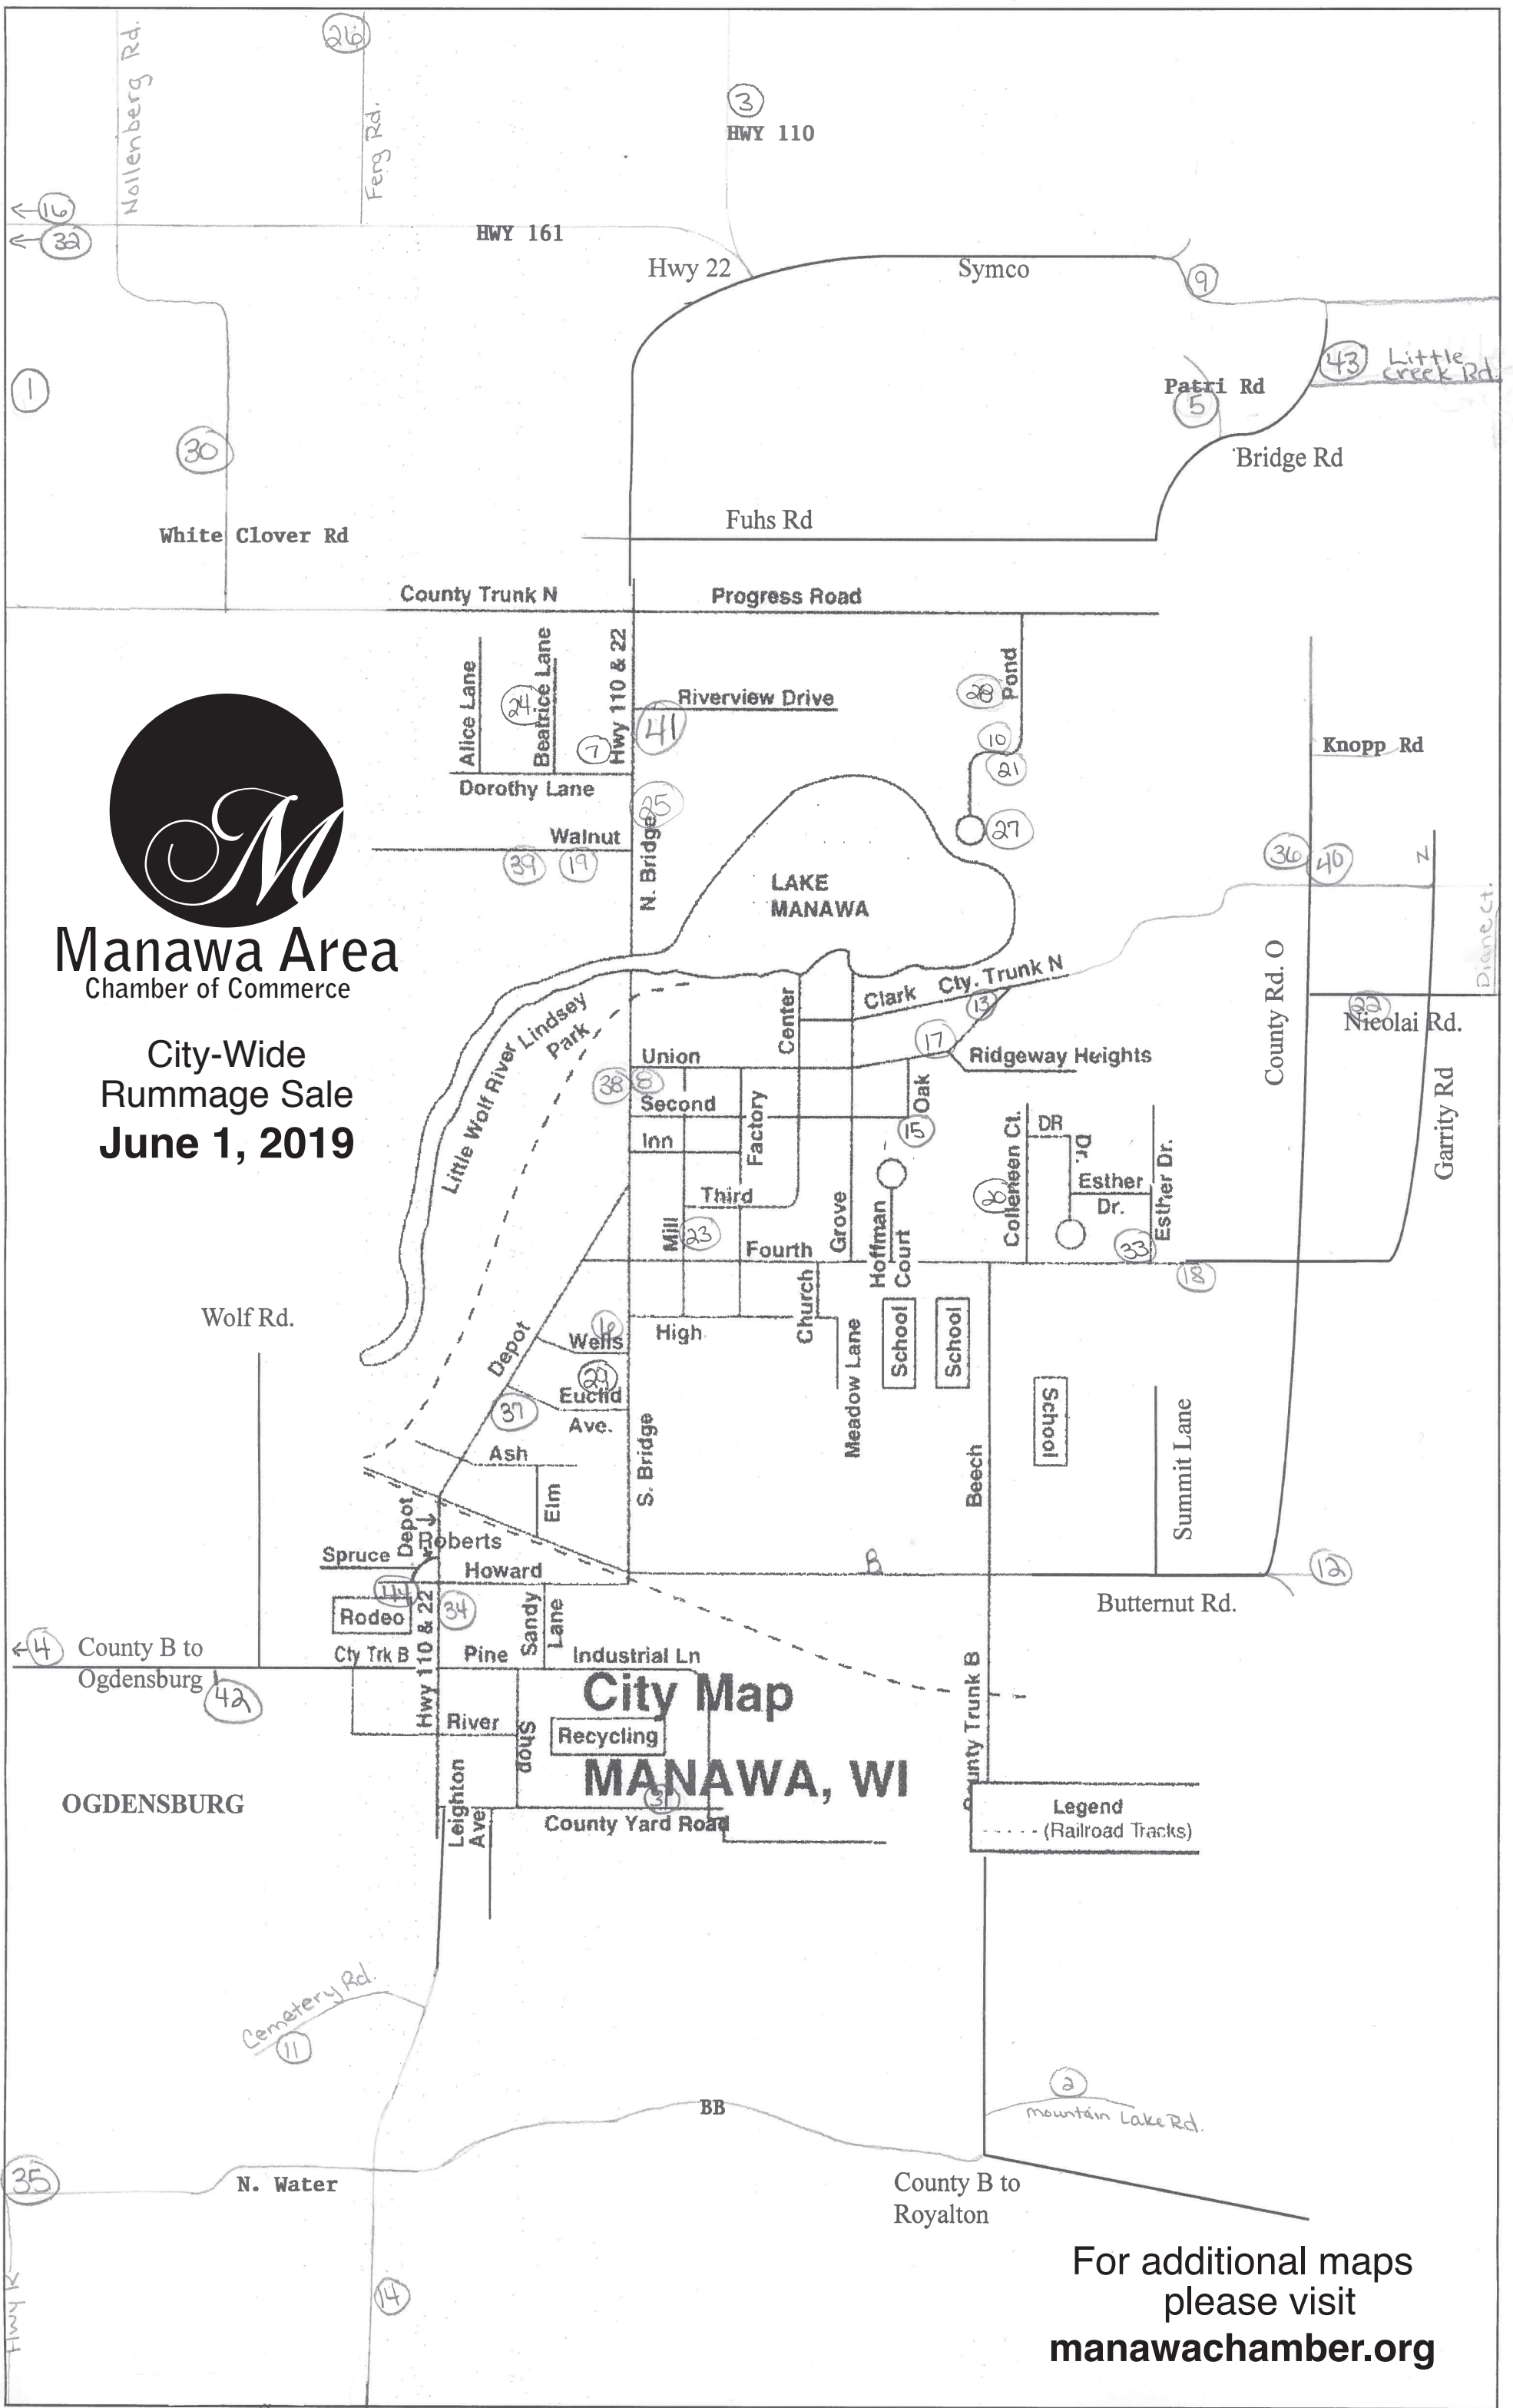 Nollenberg Rd.
26
Ferg Rd.
3
HWY 110
16
32
HWY 161
Hwy 22
Symco
9
1
43 Little
Creek Rd.
Patri Rd
5
30
Bridge Rd
White Clover Rd
Fuhs Rd
County Trunk N
Progress Road
Alice Lane
24
Beatrice Lane
7
Hwy 110 & 22
Riverview Drive
41
28
Pond
10
21
Knopp Rd
Dorothy Lane
25
27
Walnut
39
19
N. Bridge
36
40
N
LAKE
MANAWA
M
Manawa Area
Chamber of Commerce
City-Wide
Rummage Sale
June 1, 2019
Diane Ct.
County Rd. O
22
Nicolai Rd.
Garrity Rd
Little Wolf River
Lindsey
Park
Center
Clark
Cty. Trunk N
13
17
Ridgeway Heights
Union
38
8
Second
Factory
Oak
15
Inn
Third
Mill
23
Fourth
Grove
Hoffman
Court
Colleneen Ct.
20
DR
Dr.
Esther
Dr.
Esther Dr.
33
18
Wolf Rd.
Depot
6
Wells
High
Church
Meadow Lane
School
School
School
29
Euclid
Ave.
37
Ash
Elm
S. Bridge
Beech
Summit Lane
Depot
Roberts
Spruce
Howard
B
12
Butternut Rd.
44
Rodeo
34
Hwy 110 & 22
Sandy
Lane
4
County B to
Ogdensburg
42
Cty Trk B
Pine
Industrial Ln
City Map
MANAWA, WI
River
Shop
Recycling
31
County Yard Road
Leighton
Ave
County Trunk B
Legend
(Railroad Tracks)
OGDENSBURG
Cemetery Rd.
11
2
Mountain Lake Rd.
BB
35
N. Water
County B to
Royalton
Hwy K
14
For additional maps
please visit
manawachamber.org